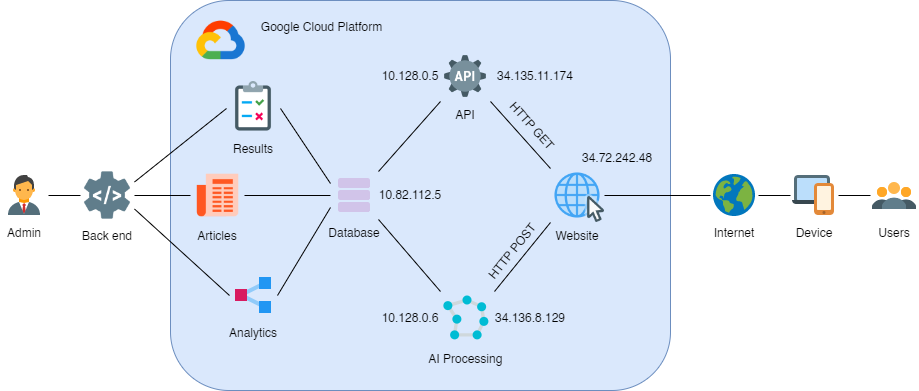 Google Cloud Platform
10.128.0.5
API
34.135.11.174
API
HTTP GET
Results
34.72.242.48
10.82.112.5
Admin
Back end
Articles
Database
Website
Internet
Device
Users
HTTP POST
10.128.0.6
34.136.8.129
Analytics
AI Processing